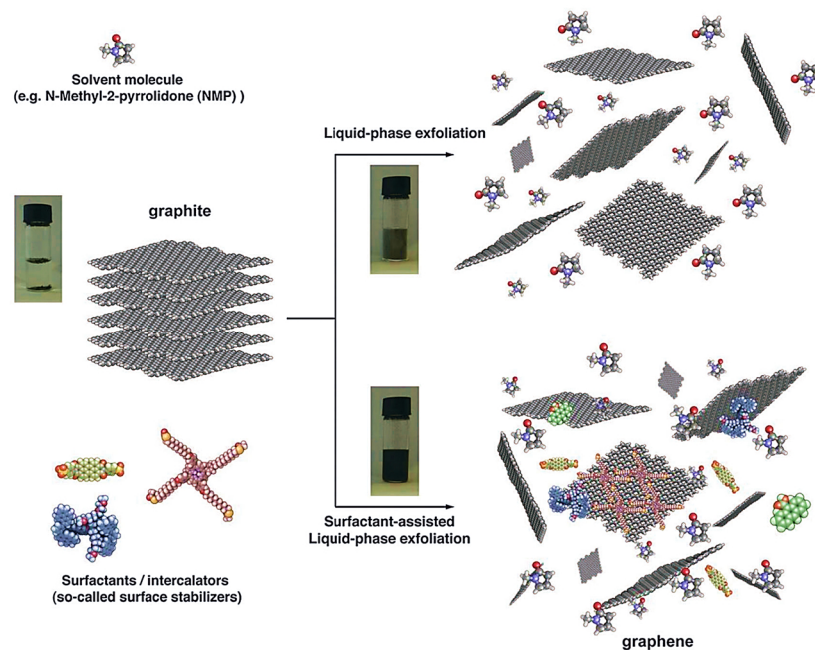 Solvent molecule
(e.g. N-Methyl-2-pyrrolidone (NMP) )
Liquid-phase exfoliation
graphite
Surfactants / intercalators
(so-called surface stabilizers)
Surfactant-assisted
Liquid-phase exfoliation
graphene